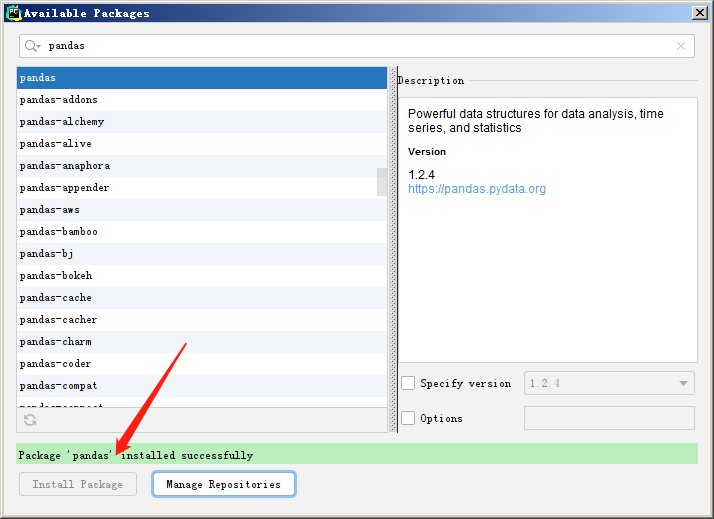 Available Packages
pandas
pandas
pandas-addons
pandas-alchemy
pandas-alive
pandas-anaphora
pandas-appender
pandas-aws
pandas-bamboo
pandas-bj
pandas-bokeh
pandas-cache
pandas-cacher
pandas-charm
pandas-coder
pandas-compat
Description
Powerful data structures for data analysis, time
series, and statistics
Version
1.2.4
https://pandas.pydata.org
Specify version
1.2.4
Options
Package 'pandas' installed successfully
Install Package
Manage Repositories